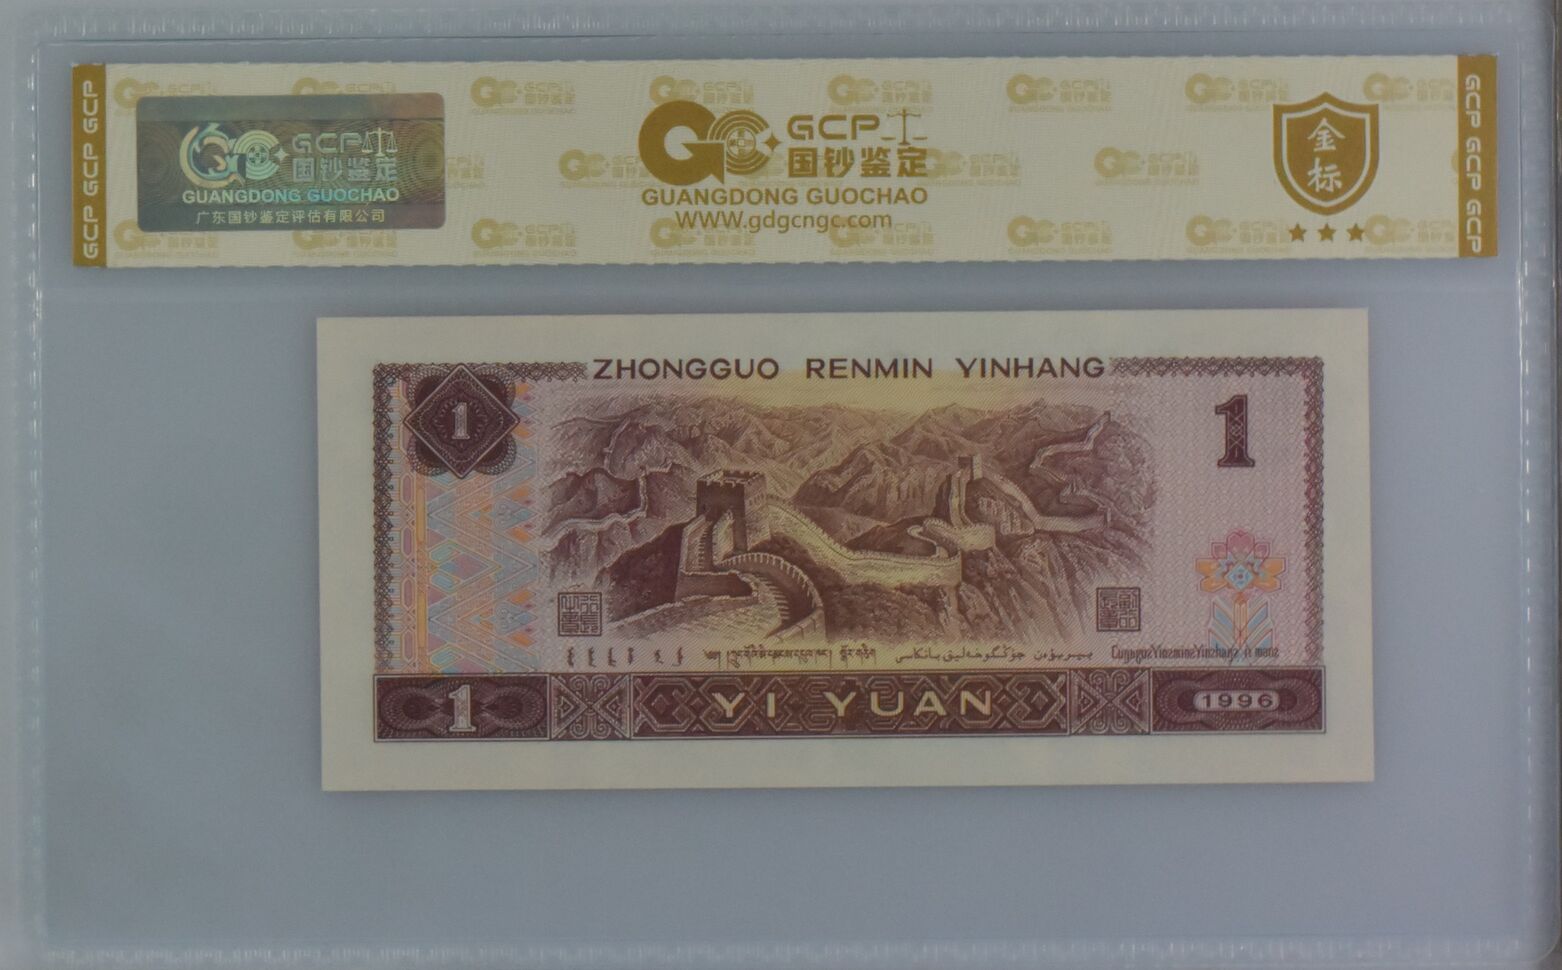 GCP
国钞鉴定
GUANGDONG GUOCHAO
广东国钞鉴定评估有限公司
GCP
国钞鉴定
GUANGDONG GUOCHAO
WWW.gdgcngc.com
金标
GCP GCP GCP
GCP GCP GCP
ZHONGGUO RENMIN YINHANG
1
1
1
YI YUAN
1996